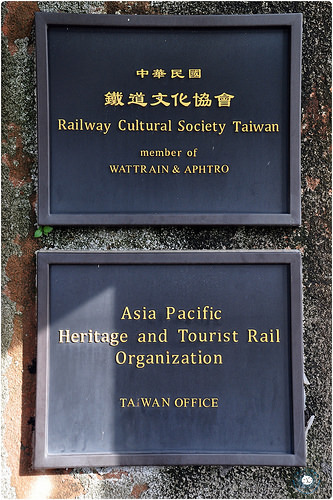 中華民國
鐵道文化協會
Railway Cultural Society Taiwan
member of
WATTRAIN & APHTRO
Asia Pacific
Heritage and Tourist Rail
Organization
TAIWAN OFFICE